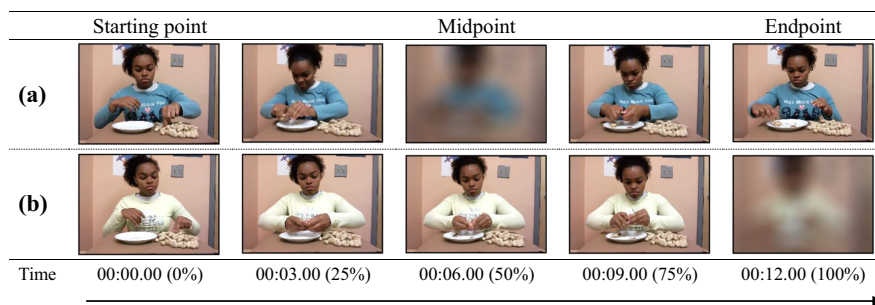 Starting point Midpoint Endpoint
(a)
(b)
Time 00:00.00 (0%) 00:03.00 (25%) 00:06.00 (50%) 00:09.00 (75%) 00:12.00 (100%)